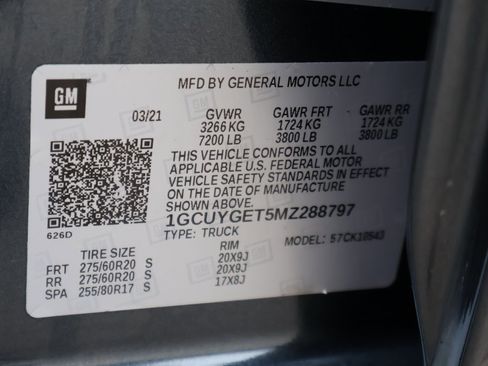 GM
MFD BY GENERAL MOTORS LLC
03/21 GVWR GAWR FRT GAWR RR
3266 KG 1724 KG 1724 KG
7200 LB 3800 LB 3800 LB
THIS VEHICLE CONFORMS TO ALL
APPLICABLE U.S. FEDERAL MOTOR
VEHICLE SAFETY STANDARDS IN EFFECT
ON THE DATE OF MANUFACTURE
SHOWN ABOVE.
626D 1GCUYGET5MZ288797
TYPE: TRUCK MODEL: 57CK10543
TIRE SIZE RIM
FRT 275/60R20 S 20X9J
RR 275/60R20 S 20X9J
SPA 255/80R17 S 17X8J